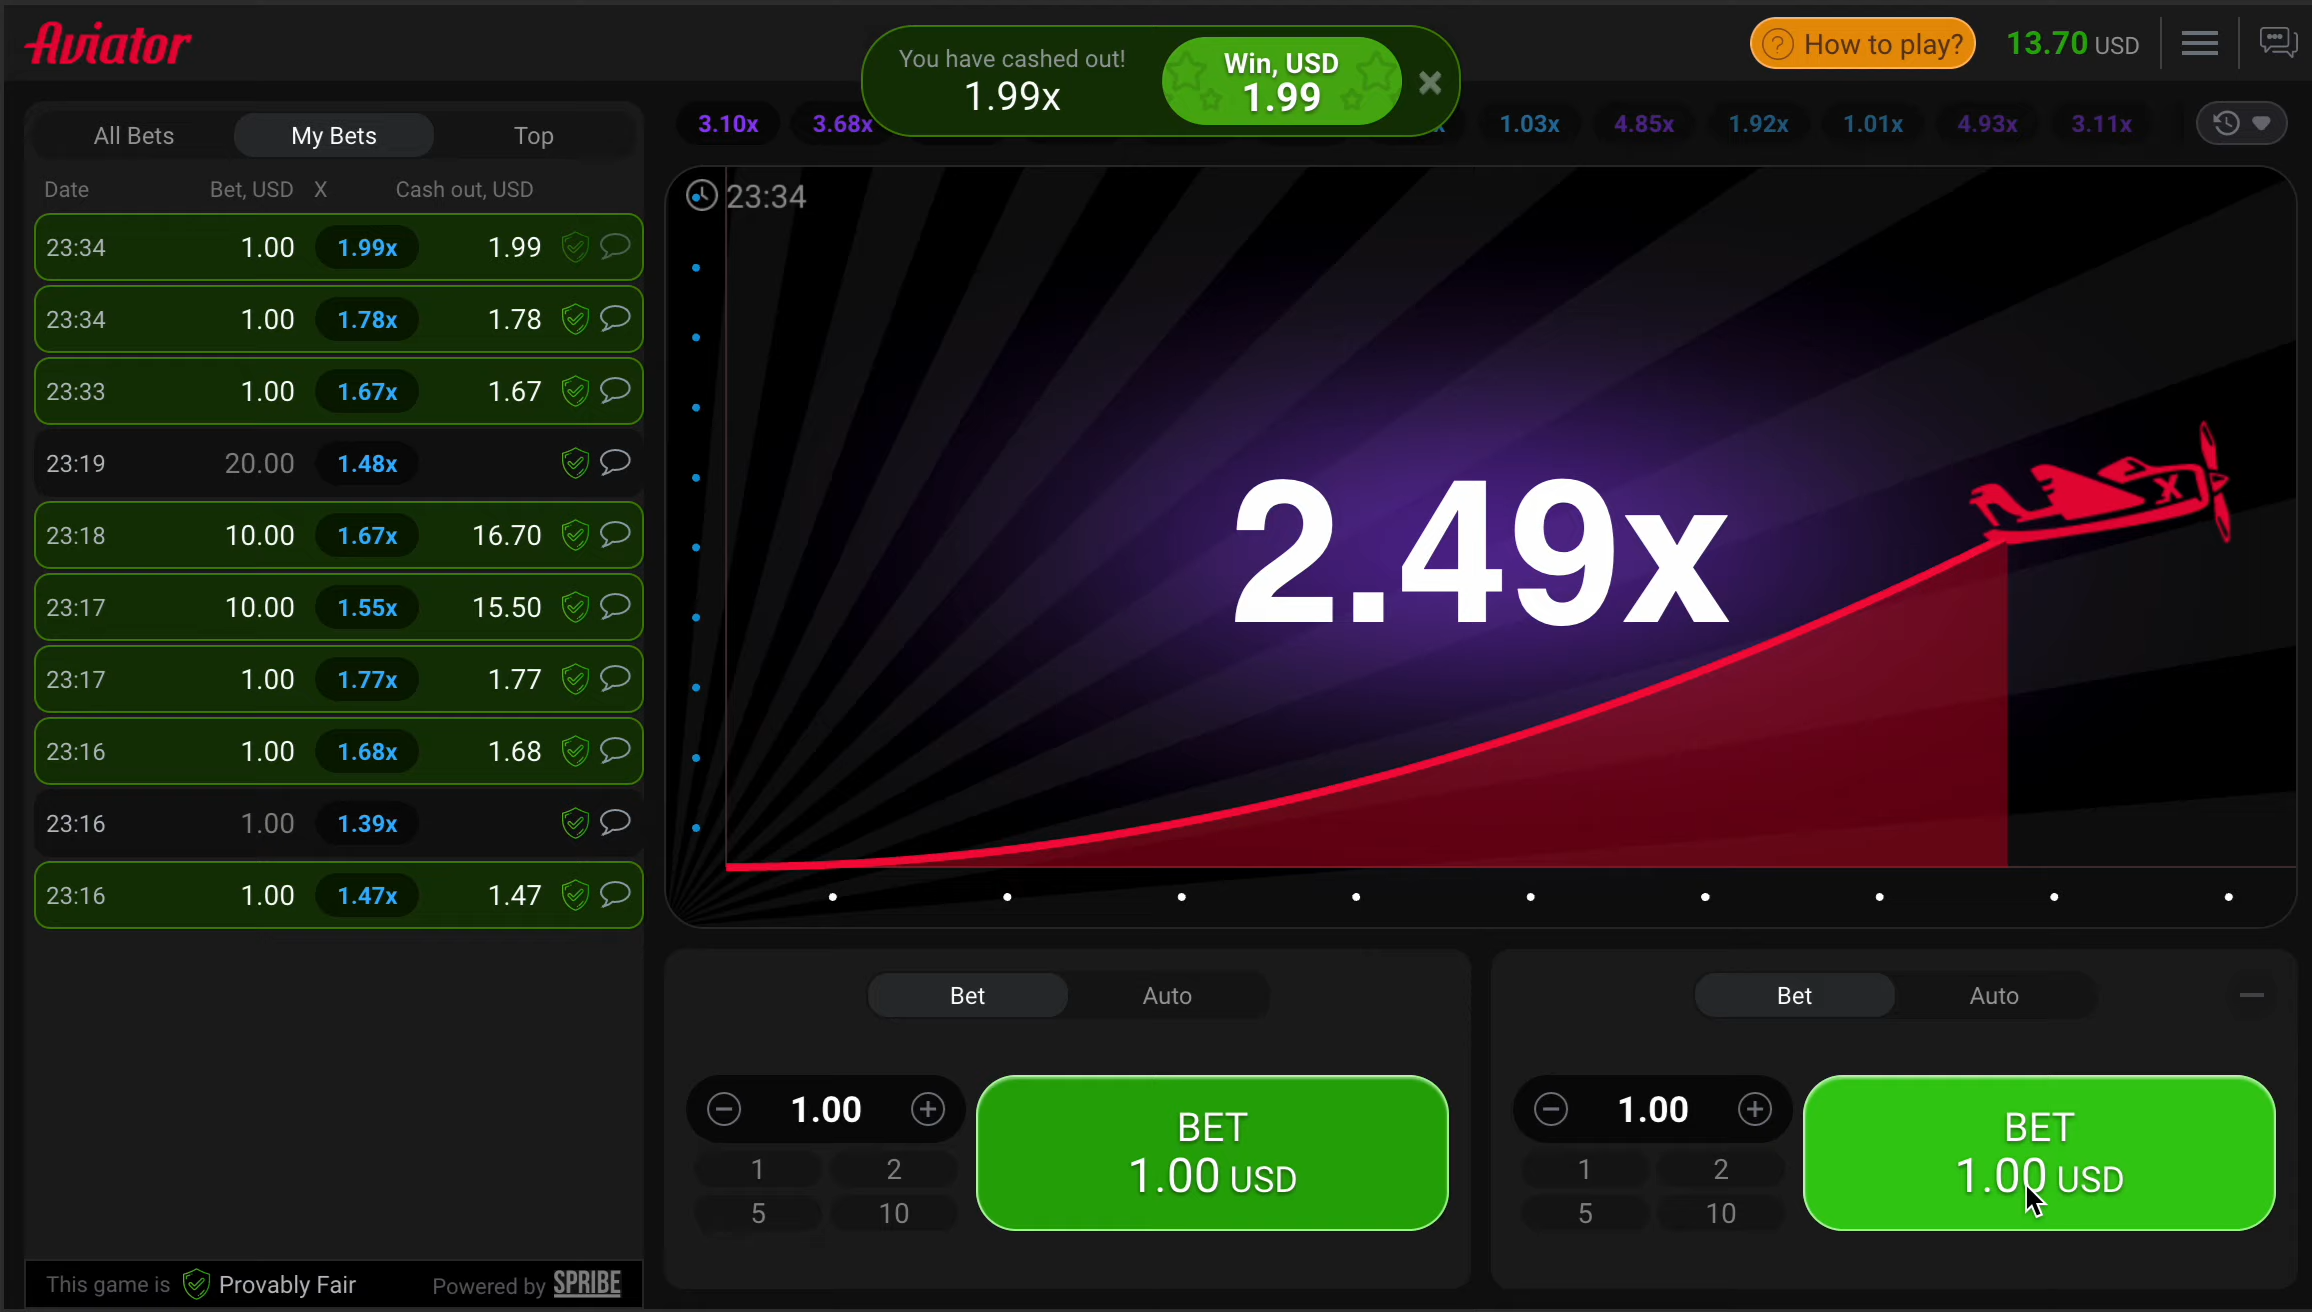 Aviator
You have cashed out!
1.99x
Win, USD
1.99
How to play?
13.70 USD
3.10x 3.68x 1.03x 4.85x 1.92x 1.01x 4.93x 3.11x
All Bets My Bets Top
Date Bet, USD X Cash out, USD
23:34 1.00 1.99x 1.99
23:34 1.00 1.78x 1.78
23:33 1.00 1.67x 1.67
23:19 20.00 1.48x
23:18 10.00 1.67x 16.70
23:17 10.00 1.55x 15.50
23:17 1.00 1.77x 1.77
23:16 1.00 1.68x 1.68
23:16 1.00 1.39x
23:16 1.00 1.47x 1.47
This game is Provably Fair Powered by SPRIBE
23:34
2.49x
X
Bet Auto
1.00
1 2
5 10
BET
1.00 USD
Bet Auto
1.00
1 2
5 10
BET
1.00 USD